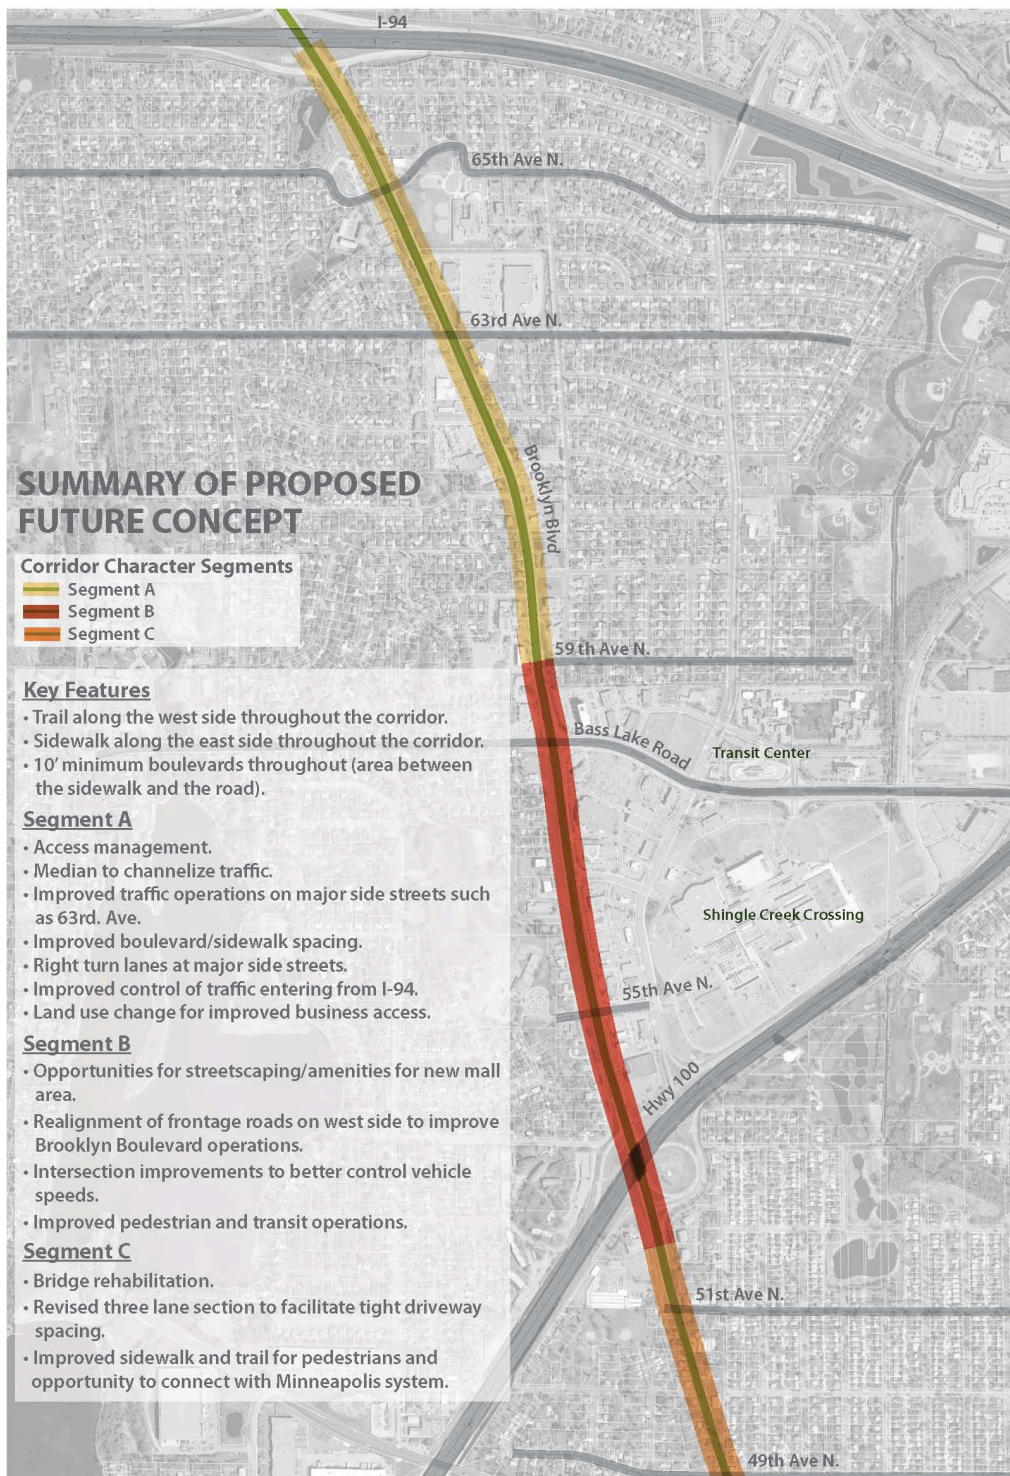 I-94
65th Ave N.
63rd Ave N.
Brooklyn Blvd
SUMMARY OF PROPOSED
FUTURE CONCEPT
Corridor Character Segments
Segment A
Segment B
Segment C
59th Ave N.
Bass Lake Road
Transit Center
Shingle Creek Crossing
55th Ave N.
Hwy 100
51st Ave N.
49th Ave N.
Key Features
• Trail along the west side throughout the corridor.
• Sidewalk along the east side throughout the corridor.
• 10’ minimum boulevards throughout (area between
the sidewalk and the road).
Segment A
• Access management.
• Median to channelize traffic.
• Improved traffic operations on major side streets such
as 63rd. Ave.
• Improved boulevard/sidewalk spacing.
• Right turn lanes at major side streets.
• Improved control of traffic entering from I-94.
• Land use change for improved business access.
Segment B
• Opportunities for streetscaping/amenities for new mall
area.
• Realignment of frontage roads on west side to improve
Brooklyn Boulevard operations.
• Intersection improvements to better control vehicle
speeds.
• Improved pedestrian and transit operations.
Segment C
• Bridge rehabilitation.
• Revised three lane section to facilitate tight driveway
spacing.
• Improved sidewalk and trail for pedestrians and
opportunity to connect with Minneapolis system.